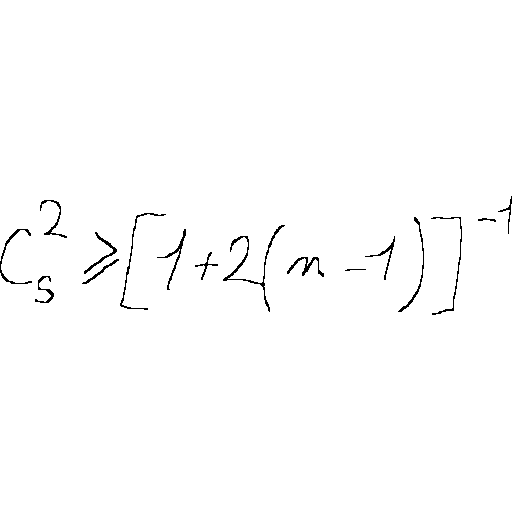 C_s^2 ⩾ [1+2(n-1)]^{-1}